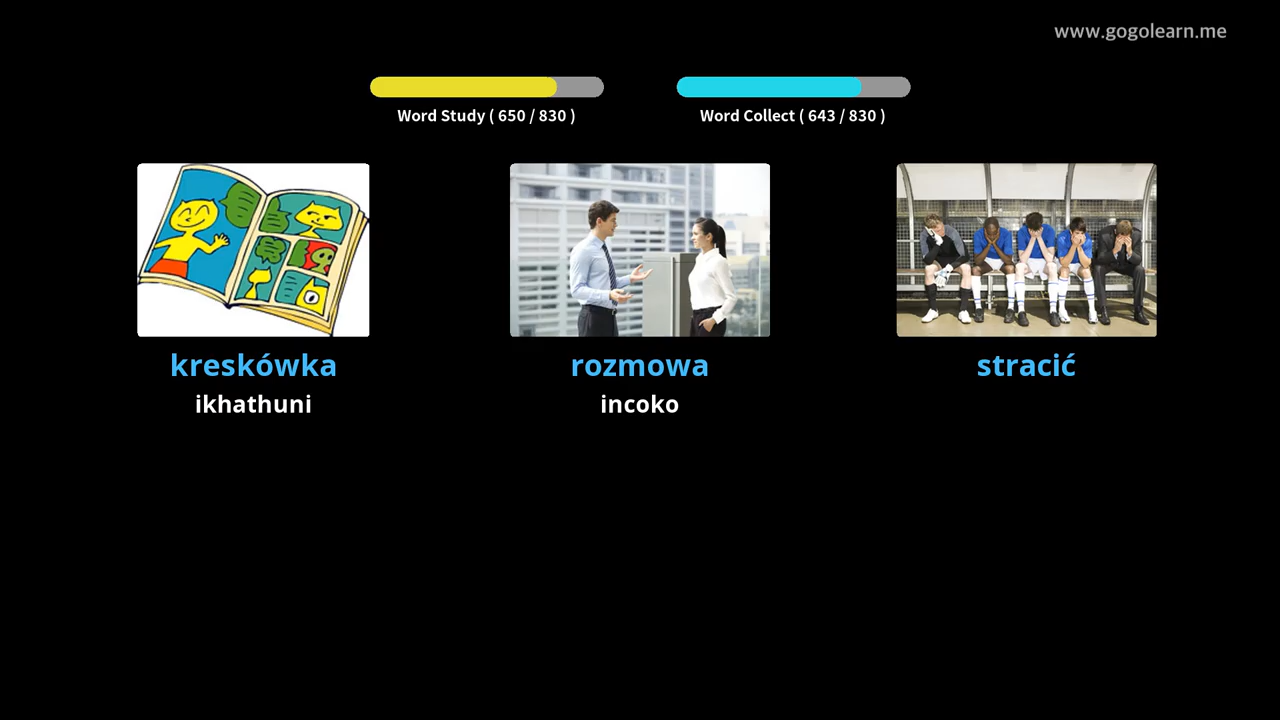 www.gogolearn.me
Word Study ( 650 / 830 )
Word Collect ( 643 / 830 )
kreskówka
ikhathuni
rozmowa
incoko
stracić